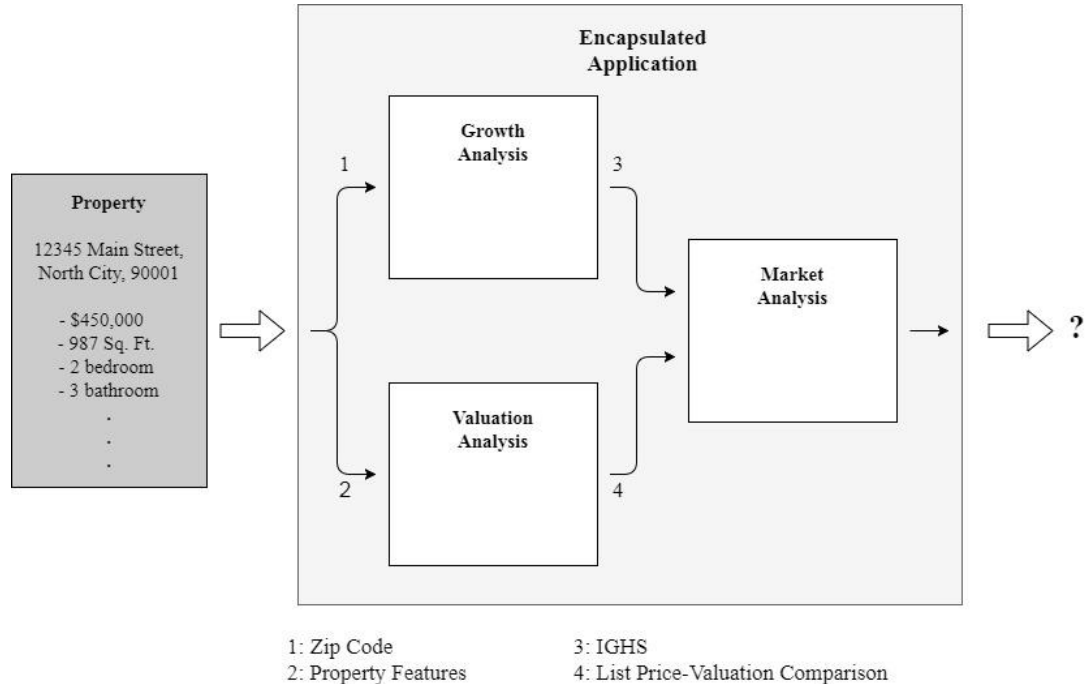 Encapsulated
Application
Growth
Analysis
1
3
Property
12345 Main Street,
North City, 90001
- $450,000
- 987 Sq. Ft.
- 2 bedroom
- 3 bathroom
.
.
.
Market
Analysis
?
Valuation
Analysis
2
4
1: Zip Code
2: Property Features
3: IGHS
4: List Price-Valuation Comparison